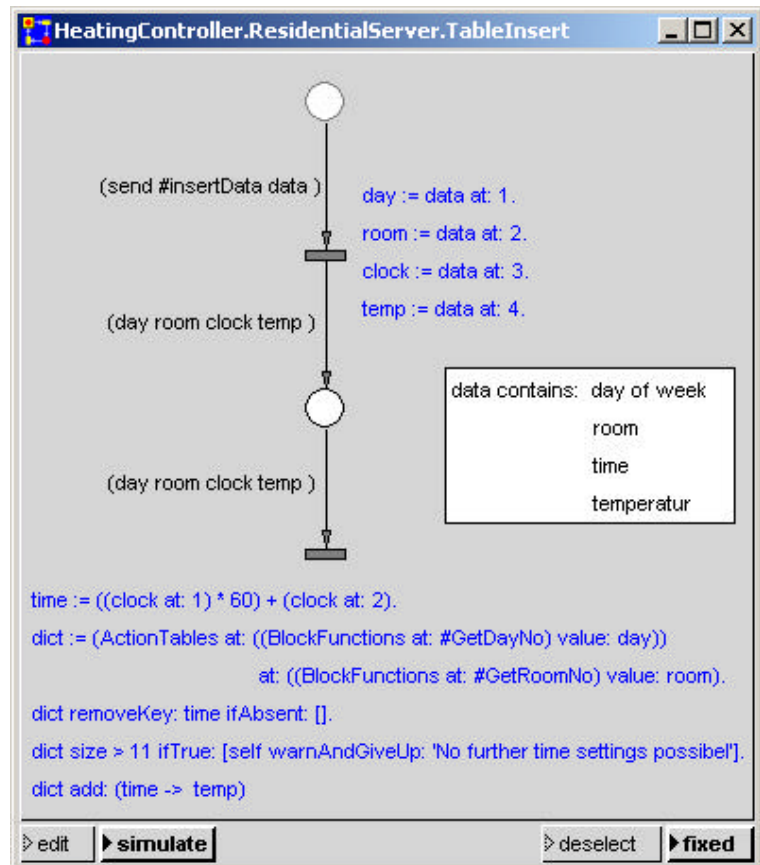 HeatingController.ResidentialServer.TableInsert
(send #insertData data )
day := data at: 1.
room := data at: 2.
clock := data at: 3.
temp := data at: 4.
(day room clock temp )
data contains: day of week
room
time
temperatur
(day room clock temp )
time := ((clock at: 1) * 60) + (clock at: 2).
dict := (ActionTables at: ((BlockFunctions at: #GetDayNo) value: day))
at: ((BlockFunctions at: #GetRoomNo) value: room).
dict removeKey: time ifAbsent: [].
dict size > 11 ifTrue: [self warnAndGiveUp: 'No further time settings possibel'].
dict add: (time -> temp)
edit simulate deselect fixed